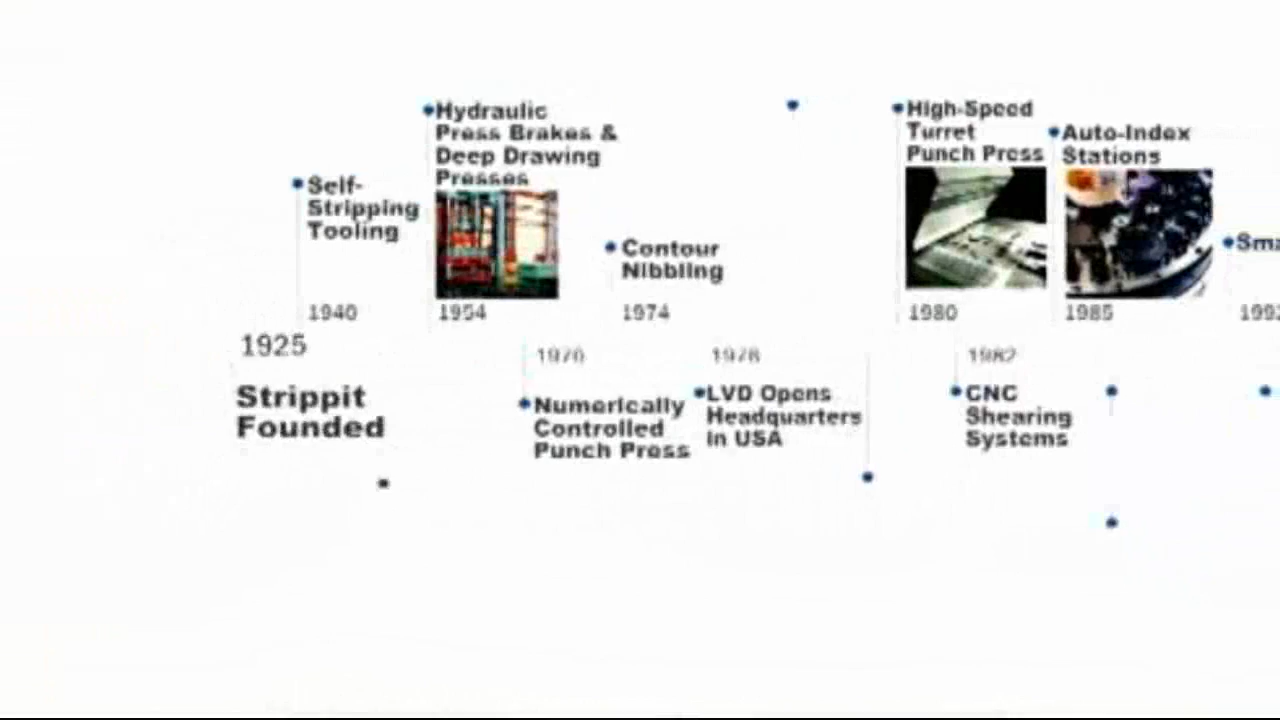 Self-
Stripping
Tooling
1940
Hydraulic
Press Brakes &
Deep Drawing
Presses
1954
Contour
Nibbling
1974
High-Speed
Turret
Punch Press
1980
Auto-Index
Stations
1985
1925
Strippit
Founded
Numerically
Controlled
Punch Press
1978
LVD Opens
Headquarters
in USA
1982
CNC
Shearing
Systems